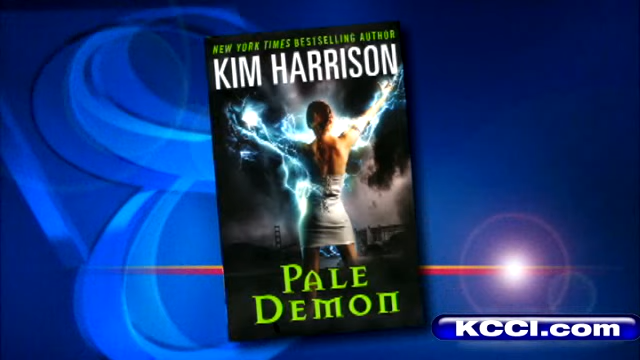 NEW YORK TIMES BESTSELLING AUTHOR
KIM HARRISON
PALE
DEMON
KCCI.com